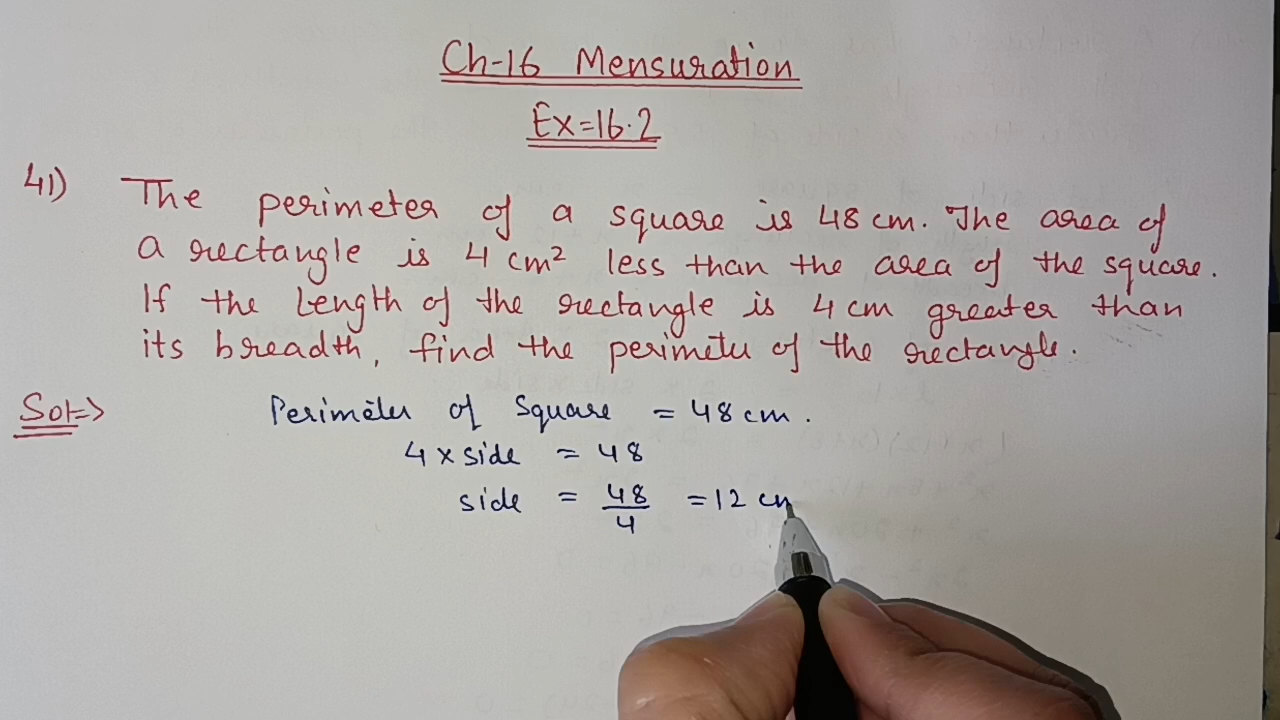 Ch-16 Mensuration
Ex=16.2
41) The perimeter of a square is 48 cm. The area of
a rectangle is 4 cm² less than the area of the square.
If the length of the rectangle is 4 cm greater than
its breadth, find the perimeter of the rectangle.
Sol=> Perimeter of Square = 48 cm.
4 × side = 48
side = 48/4 = 12 cm